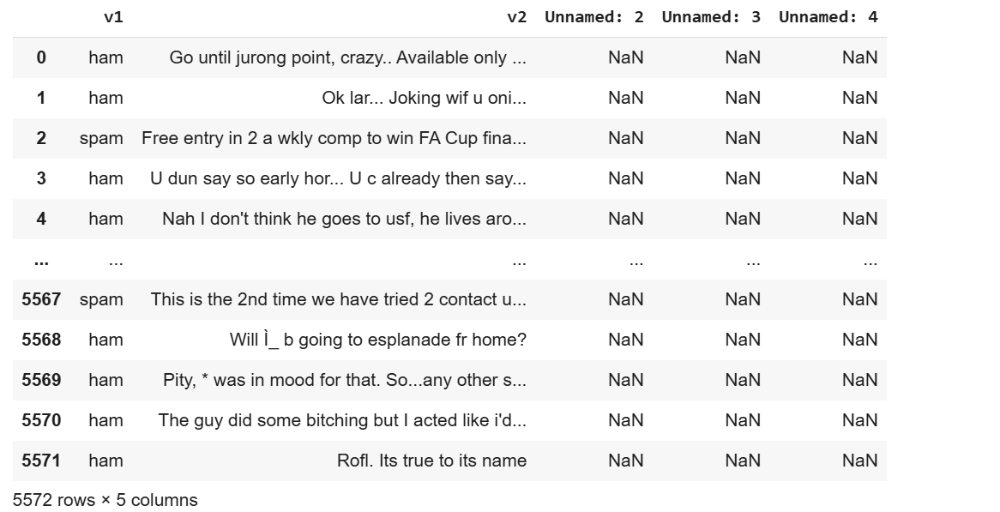 v1 v2 Unnamed: 2 Unnamed: 3 Unnamed: 4
0 ham Go until jurong point, crazy.. Available only ... NaN NaN NaN
1 ham Ok lar... Joking wif u oni... NaN NaN NaN
2 spam Free entry in 2 a wkly comp to win FA Cup fina... NaN NaN NaN
3 ham U dun say so early hor... U c already then say... NaN NaN NaN
4 ham Nah I don't think he goes to usf, he lives aro... NaN NaN NaN
... ... ... ... ... ...
5567 spam This is the 2nd time we have tried 2 contact u... NaN NaN NaN
5568 ham Will Ì_ b going to esplanade fr home? NaN NaN NaN
5569 ham Pity, * was in mood for that. So...any other s... NaN NaN NaN
5570 ham The guy did some bitching but I acted like i'd... NaN NaN NaN
5571 ham Rofl. Its true to its name NaN NaN NaN
5572 rows × 5 columns